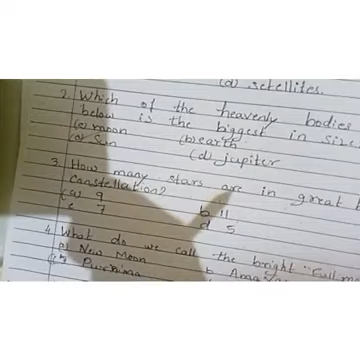 (d) satellites.
2. Which of the heavenly bodies
below is the biggest in size.
(a) moon (b) earth
(c) Sun (d) jupiter
3. How many stars are in great
Constellation?
(a) 9 b 11
c 7 d 5
4. What do we call the bright "Full
a) New Moon
Purnima